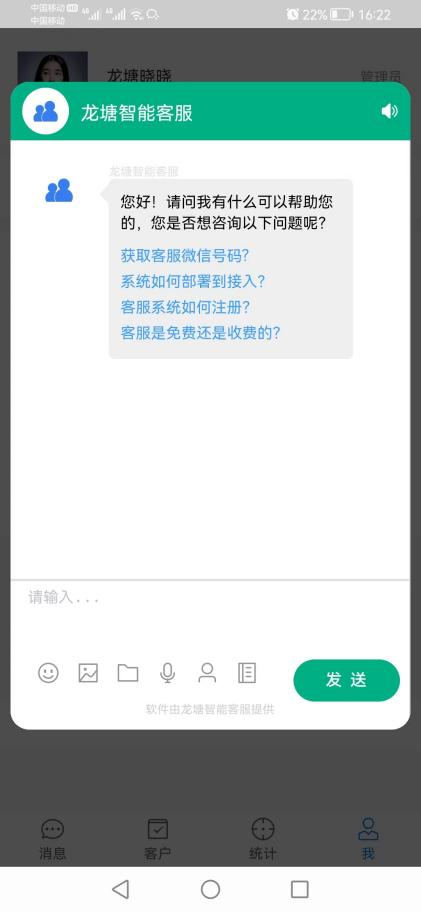 中国移动 HD 4G 4G 22% 16:22
中国移动
龙塘晓晓 管理员
龙塘智能客服
龙塘智能客服
您好！请问我有什么可以帮助您
的，您是否想咨询以下问题呢？
获取客服微信号码？
系统如何部署到接入？
客服系统如何注册？
客服是免费还是收费的？
请输入...
发 送
软件由龙塘智能客服提供
消息 客户 统计 我